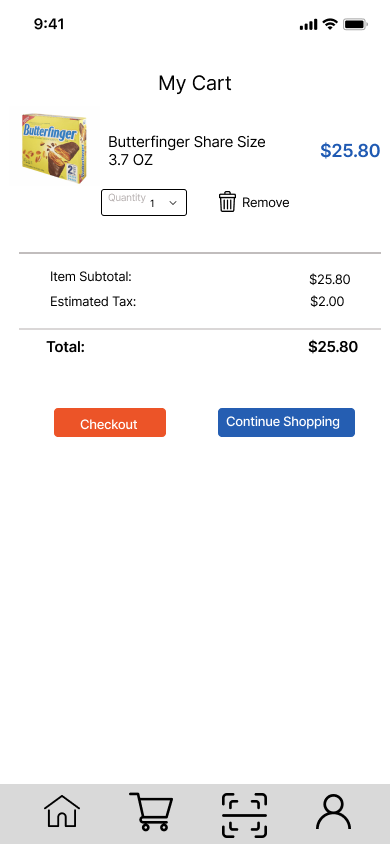 9:41
My Cart
Butterfinger
Butterfinger Share Size
3.7 OZ
$25.80
Quantity 1
Remove
Item Subtotal: $25.80
Estimated Tax: $2.00
Total: $25.80
Checkout
Continue Shopping